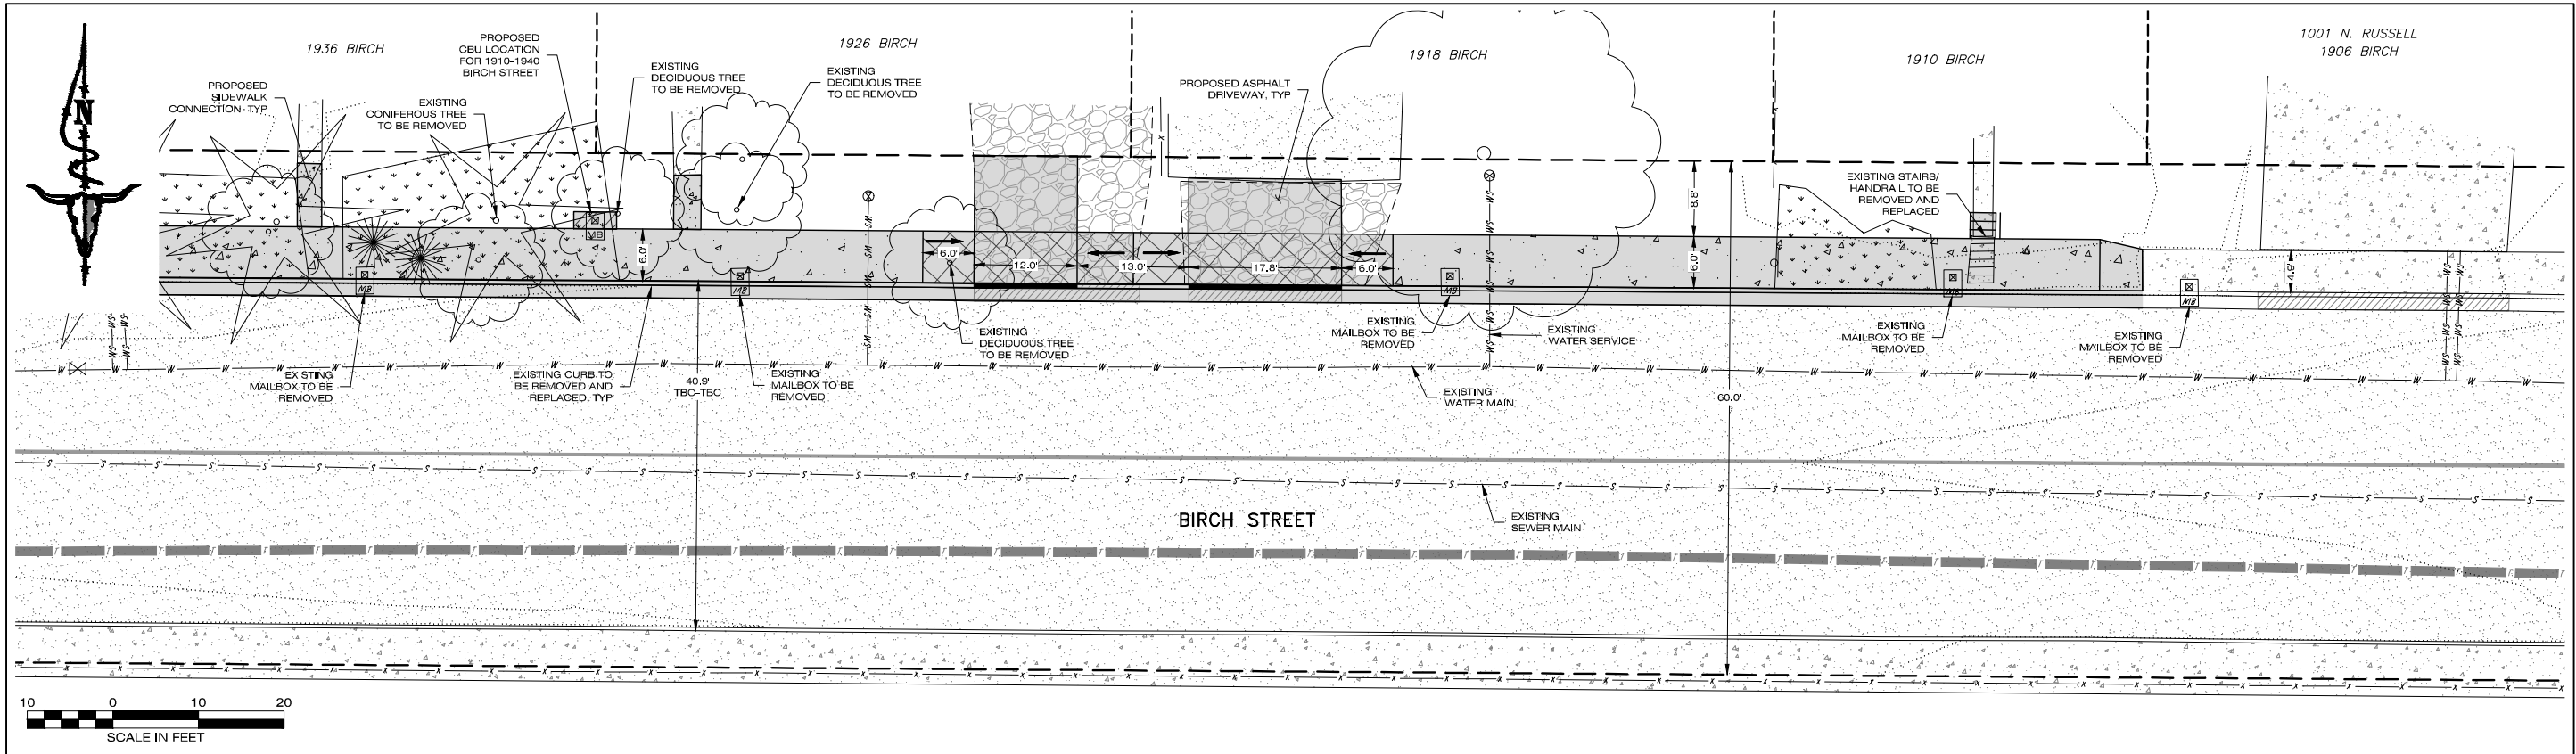 1936 BIRCH
PROPOSED
CBU LOCATION
FOR 1910-1940
BIRCH STREET
1926 BIRCH
1918 BIRCH
1910 BIRCH
1001 N. RUSSELL
1906 BIRCH
N
PROPOSED
SIDEWALK
CONNECTION, TYP
EXISTING
CONIFEROUS TREE
TO BE REMOVED
EXISTING
DECIDUOUS TREE
TO BE REMOVED
EXISTING
DECIDUOUS TREE
TO BE REMOVED
PROPOSED ASPHALT
DRIVEWAY, TYP
EXISTING STAIRS/
HANDRAIL TO BE
REMOVED AND
REPLACED
8.8'
MB
6.0'
6.0'
12.0'
13.0'
17.8'
6.0'
6.0'
4.9'
MB
MB
MB
MB
MB
EXISTING
MAILBOX TO BE
REMOVED
EXISTING CURB TO
BE REMOVED AND
REPLACED, TYP
40.9'
TBC-TBC
EXISTING
MAILBOX TO BE
REMOVED
EXISTING
DECIDUOUS TREE
TO BE REMOVED
EXISTING
MAILBOX TO BE
REMOVED
EXISTING
WATER SERVICE
EXISTING
WATER MAIN
60.0'
EXISTING
MAILBOX TO BE
REMOVED
EXISTING
MAILBOX TO BE
REMOVED
BIRCH STREET
EXISTING
SEWER MAIN
10 0 10 20
SCALE IN FEET